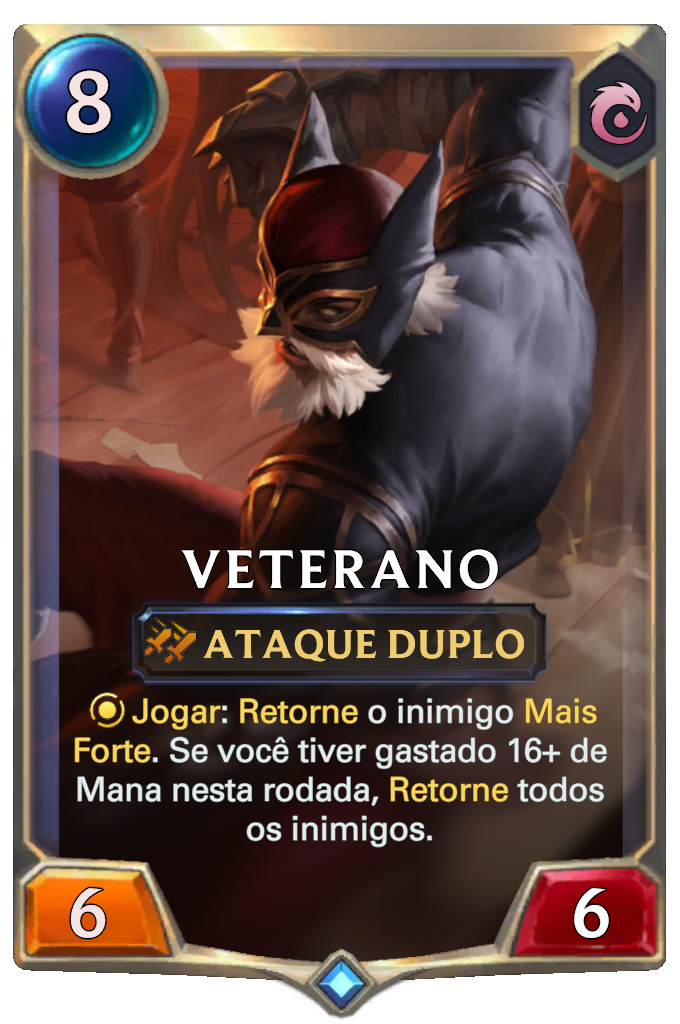 8
VETERANO
ATAQUE DUPLO
Jogar: Retorne o inimigo Mais
Forte. Se você tiver gastado 16+ de
Mana nesta rodada, Retorne todos
os inimigos.
6
6